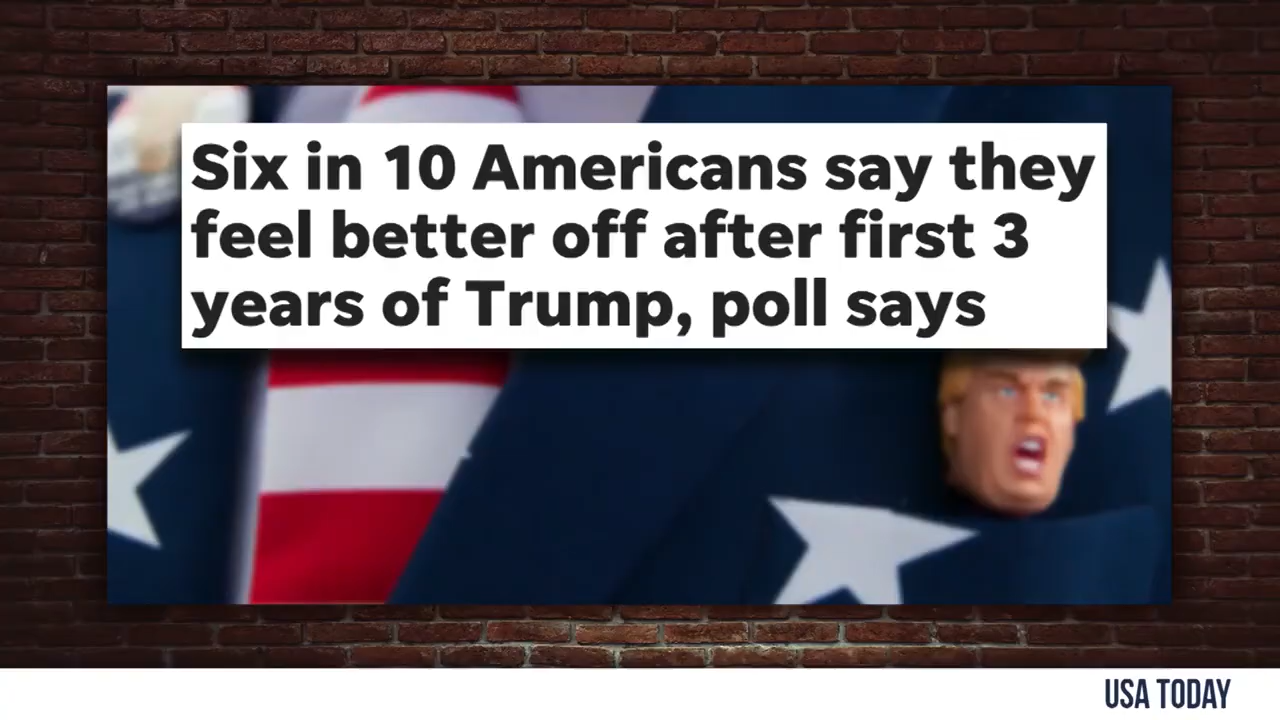 Six in 10 Americans say they
feel better off after first 3
years of Trump, poll says
USA TODAY